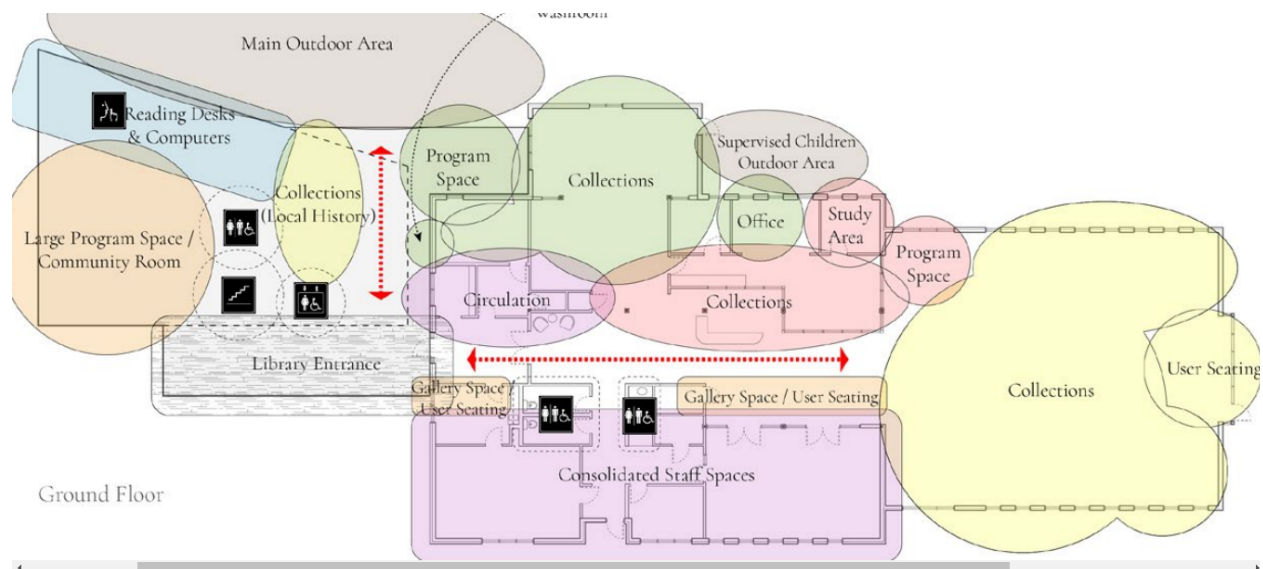 washroom
Main Outdoor Area
Reading Desks
& Computers
Program
Space
Collections
Supervised Children
Outdoor Area
Collections
(Local History)
Office
Study
Area
Large Program Space /
Community Room
Program
Space
Circulation
Collections
Library Entrance
User Seating
Gallery Space /
User Seating
Gallery Space / User Seating
Collections
Consolidated Staff Spaces
Ground Floor